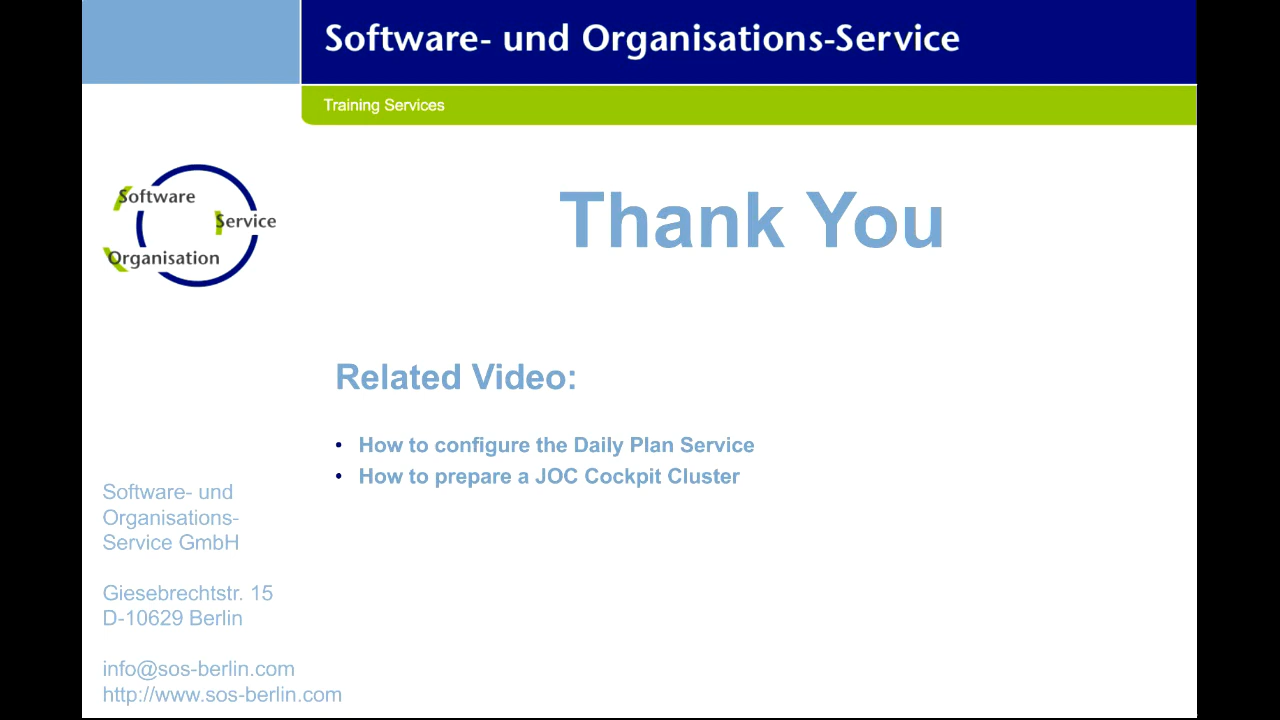 Software- und Organisations-Service
Training Services
Software
Service
Organisation
Thank You
Related Video:
• How to configure the Daily Plan Service
• How to prepare a JOC Cockpit Cluster
Software- und
Organisations-
Service GmbH
Giesebrechtstr. 15
D-10629 Berlin
info@sos-berlin.com
http://www.sos-berlin.com